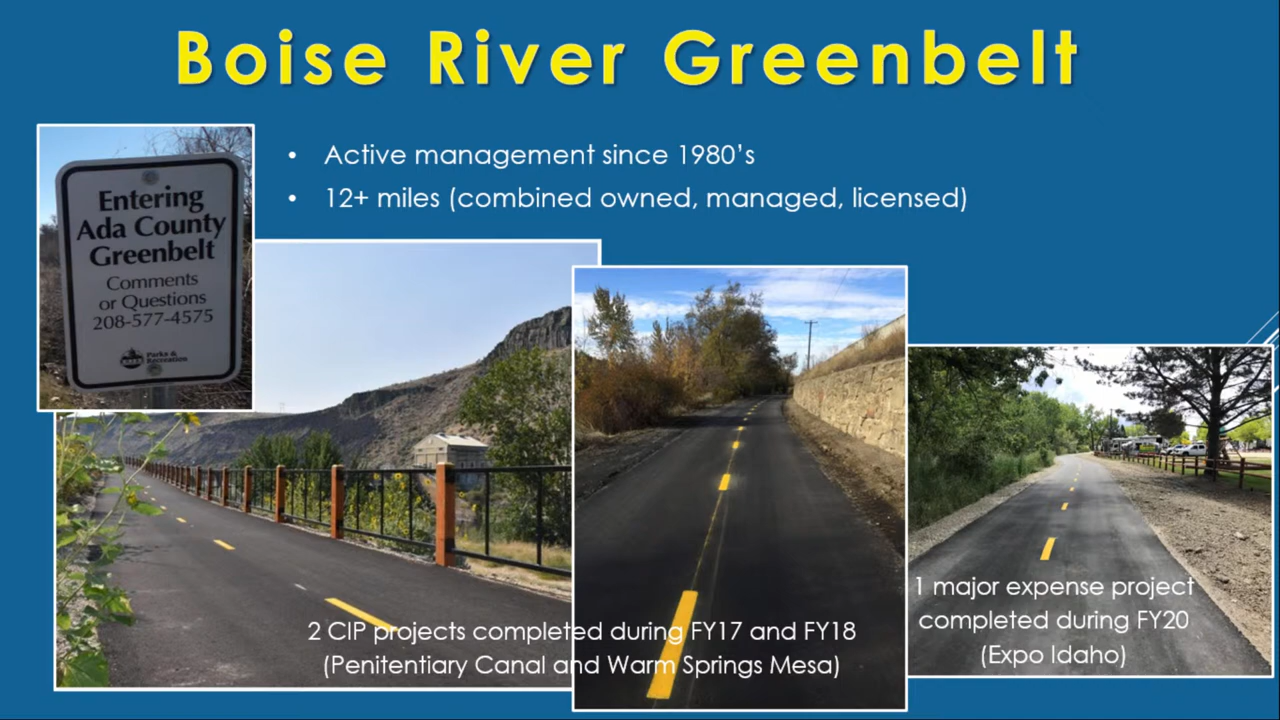 Boise River Greenbelt
• Active management since 1980's
• 12+ miles (combined owned, managed, licensed)
Entering
Ada County
Greenbelt
Comments
or Questions
208-577-4575
Parks &
Recreation
2 CIP projects completed during FY17 and FY18
(Penitentiary Canal and Warm Springs Mesa)
1 major expense project
completed during FY20
(Expo Idaho)